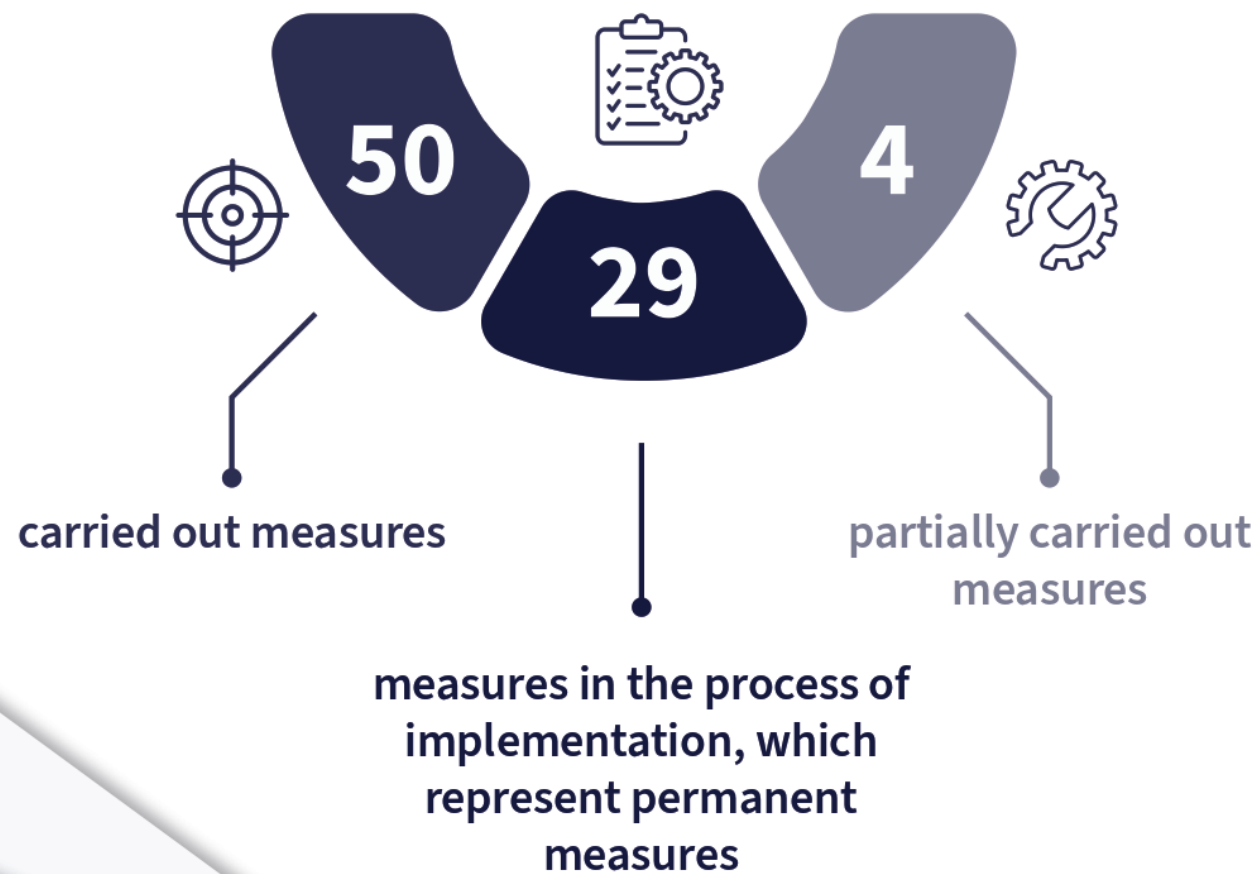 50
29
4
carried out measures
measures in the process of
implementation, which
represent permanent
measures
partially carried out
measures